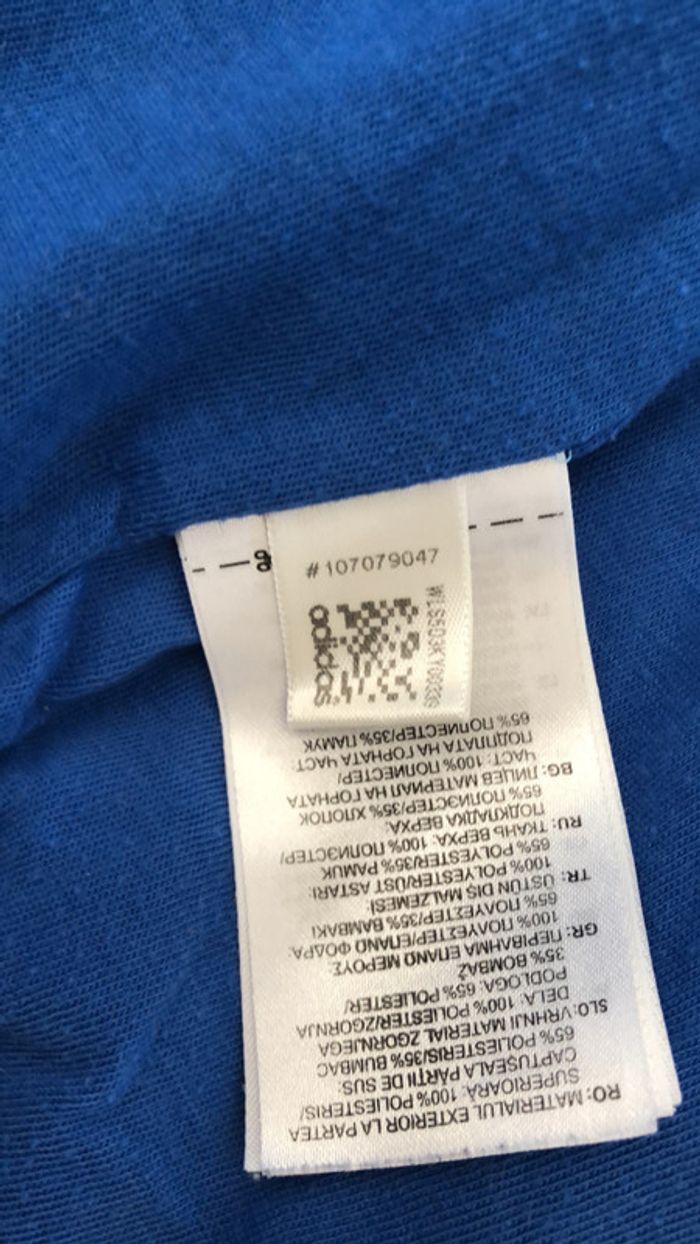 #107079047
adidas
RO: MATERIALUL EXTERIOR LA PARTEA
SUPERIOARĂ: 100% POLIESTERIS/
CAPTUSEALA PĂRȚII DE SUS:
65% POLIESTERIS/35% BUMBAC
SLO: VRHNJI MATERIAL ZGORNJEGA
DELA: 100% POLIESTER/ZGORNJA
PODLOGA: 65% POLIESTER/
35% BOMBAŽ
GR: ΠΕΡΙΒΛΗΜΑ ΕΠΑΝΩ ΜΕΡΟΥΣ:
100% ΠΟΛΥΕΣΤΕΡ/ΕΠΑΝΩ ΦΟΔΡΑ:
65% ΠΟΛΥΕΣΤΕΡ/35% ΒΑΜΒΑΚΙ
TR: ÜSTÜN DIŞ MALZEMESİ:
100% POLYESTER/ÜST ASTARI:
65% POLYESTER/35% PAMUK
RU: ТКАНЬ ВЕРХА: 100% ПОЛИЭСТЕР/
ПОДКЛАДКА ВЕРХА:
65% ПОЛИЭСТЕР/35% ХЛОПОК
BG: ЛИЦЕВ МАТЕРИАЛ НА ГОРНАТА
ЧАСТ: 100% ПОЛИЕСТЕР/
ПОДПЛАТА НА ГОРНАТА ЧАСТ:
65% ПОЛИЕСТЕР/35% ПАМУК